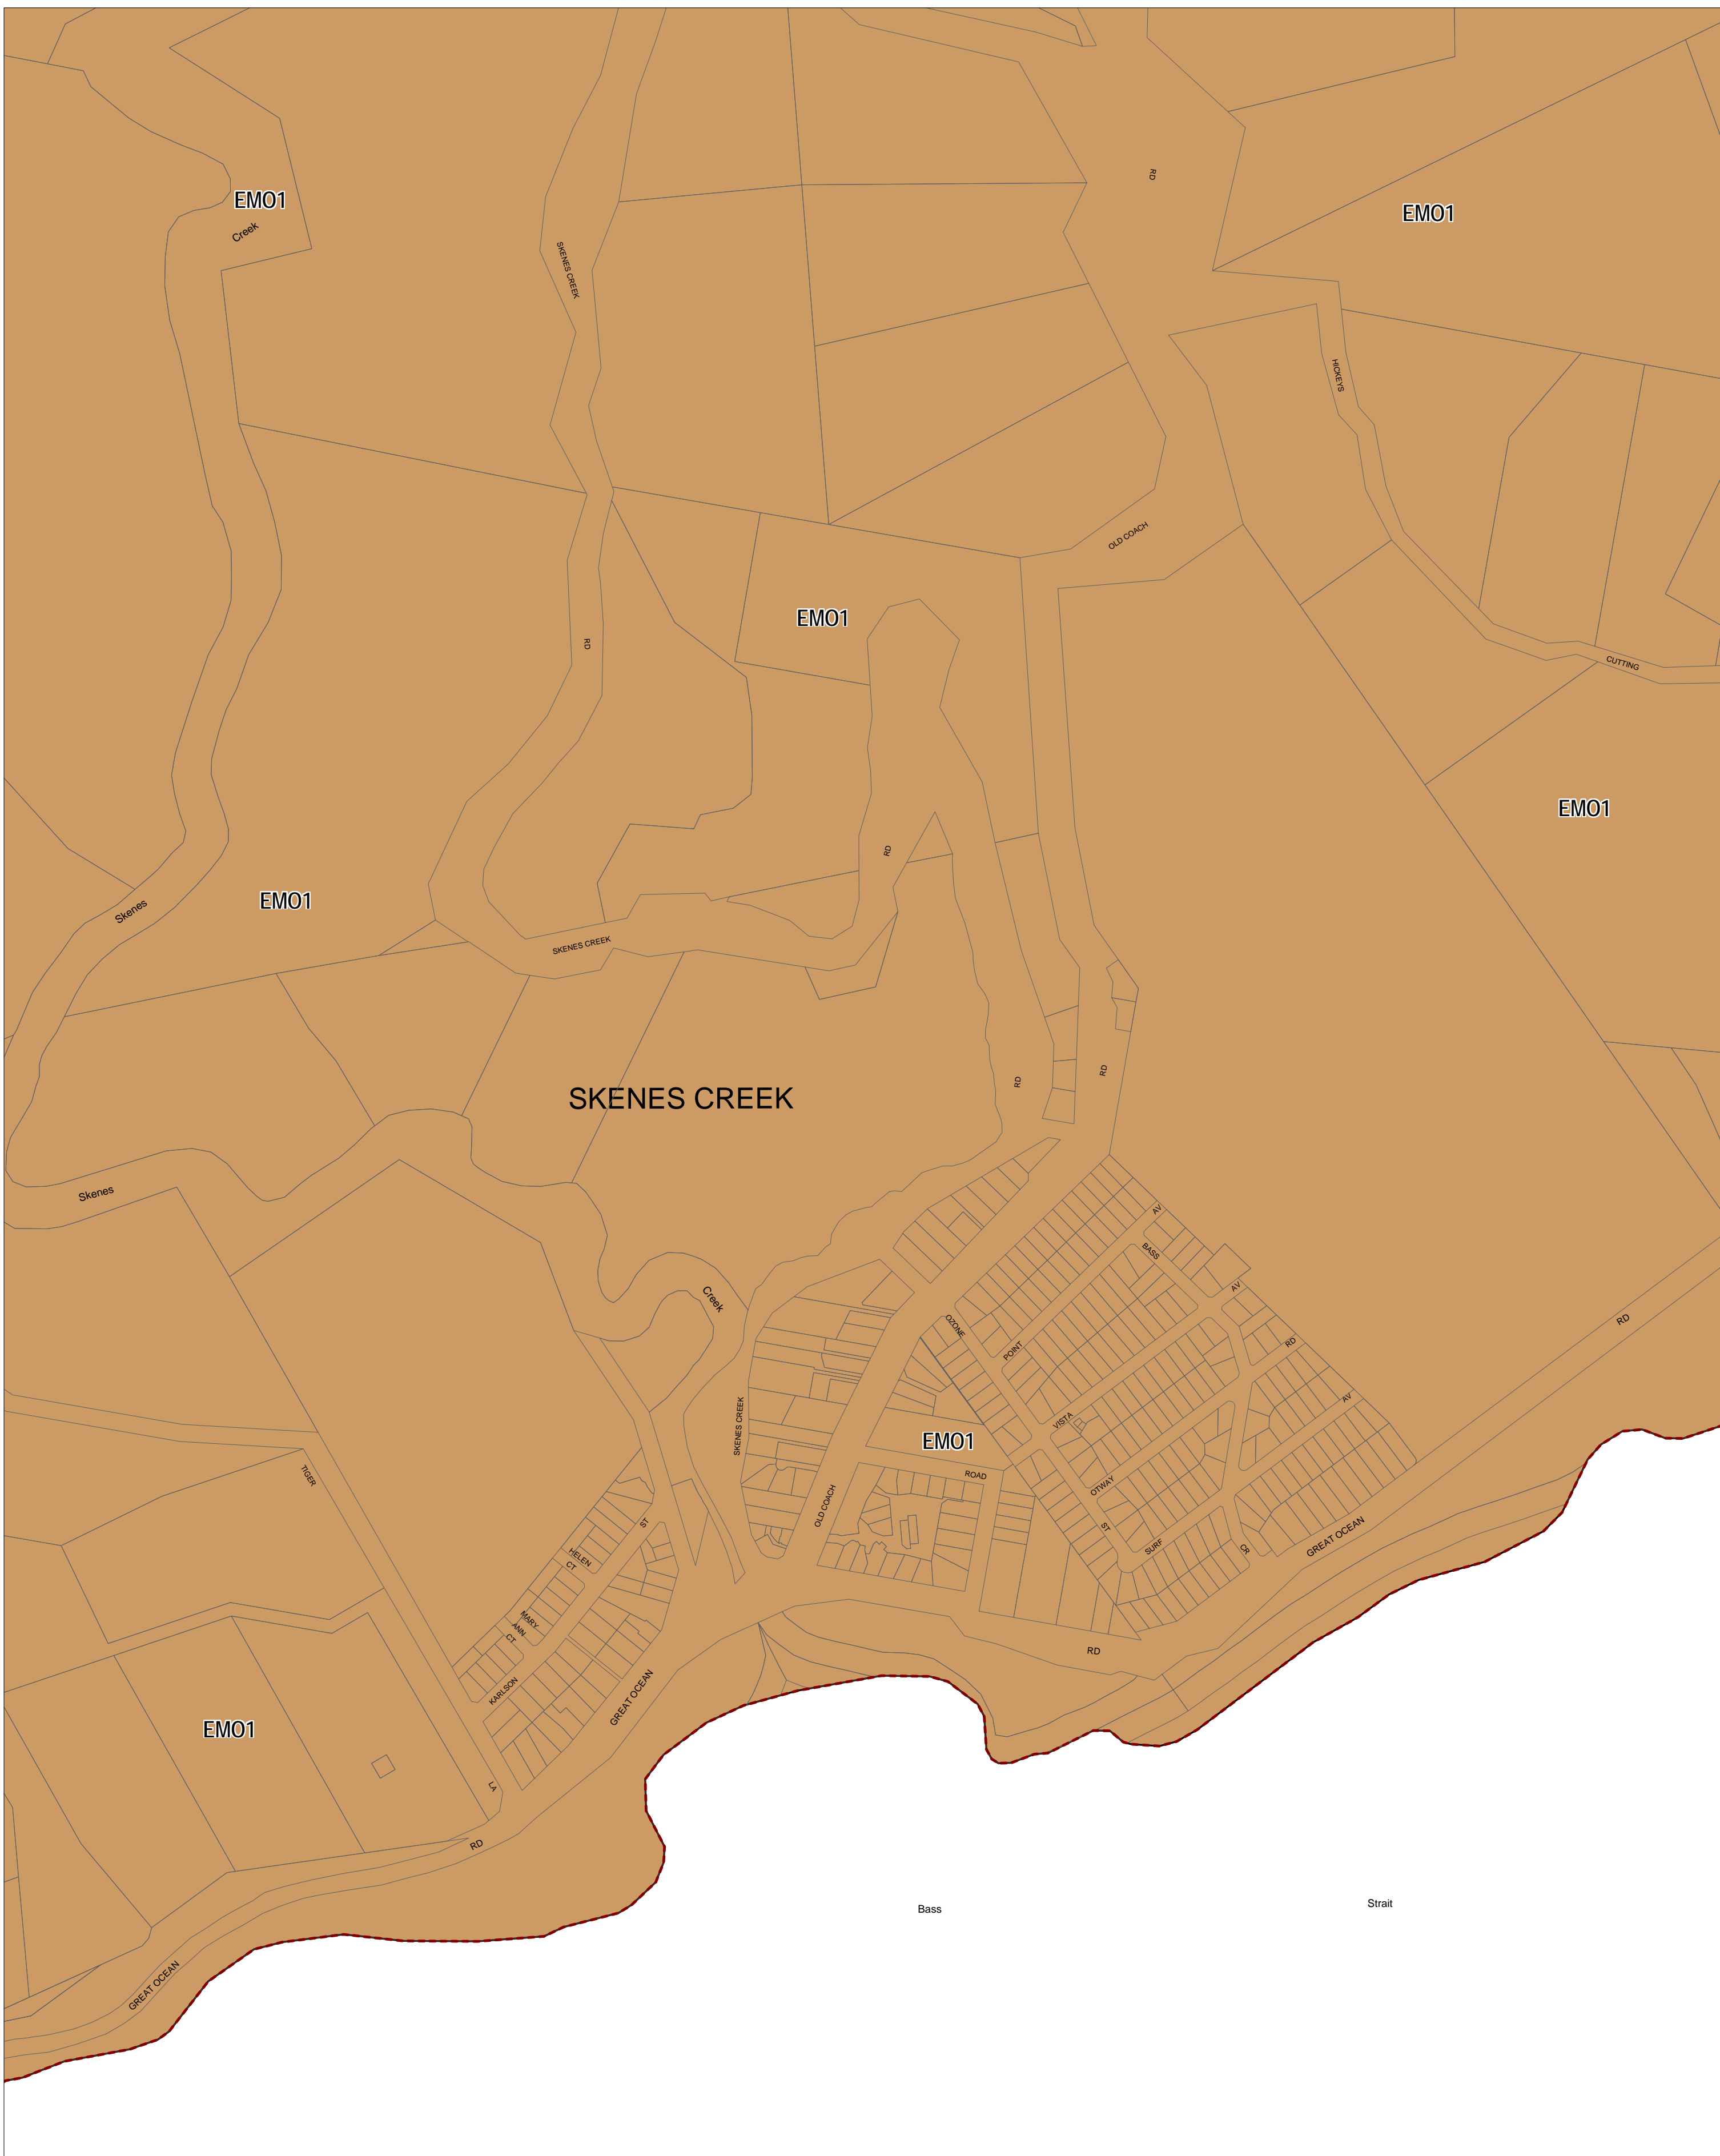 RD
EMO1
EMO1
Creek
SKENES CREEK
HICKEYS
OLD COACH
EMO1
RD
CUTTING
EMO1
RD
EMO1
Skenes
SKENES CREEK
RD
RD
SKENES CREEK
Skenes
AV
BASS
Creek
AV
OZONE
RD
RD
POINT
AV
SKENES CREEK
VISTA
EMO1
TIGER
ROAD
OTWAY
OLD COACH
ST
ST
GREAT OCEAN
SURF
CR
HELEN
CT
MARY
ANN
CT
RD
KARLSON
GREAT OCEAN
EMO1
LA
RD
Bass
Strait
GREAT OCEAN